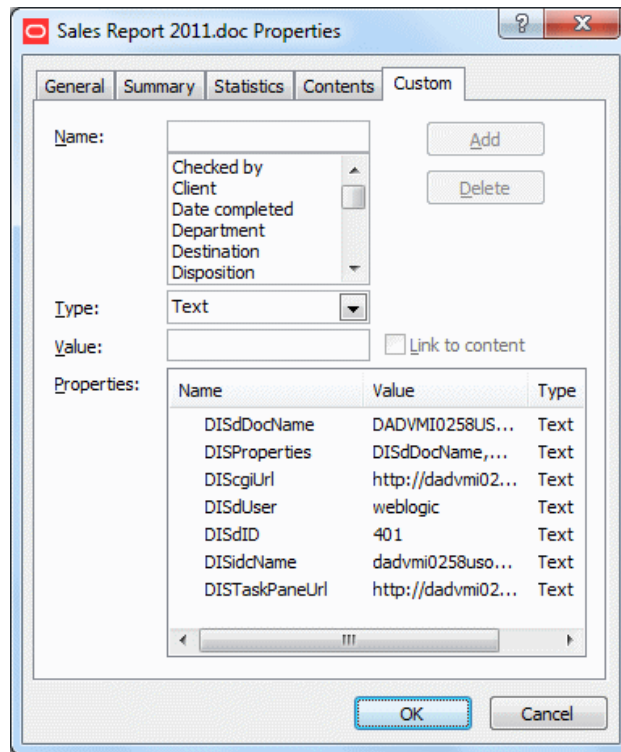 Sales Report 2011.doc Properties
General Summary Statistics Contents Custom
Name:
Add
Checked by
Client
Date completed
Department
Destination
Disposition
Delete
Type: Text
Value: Link to content
Properties:
Name Value Type
DISdDocName DADVMI0258US... Text
DISProperties DISdDocName,... Text
DIScgiUrl http://dadvmi02... Text
DISdUser weblogic Text
DISdID 401 Text
DISidcName dadvmi0258uso... Text
DISTaskPaneUrl http://dadvmi02... Text
OK Cancel